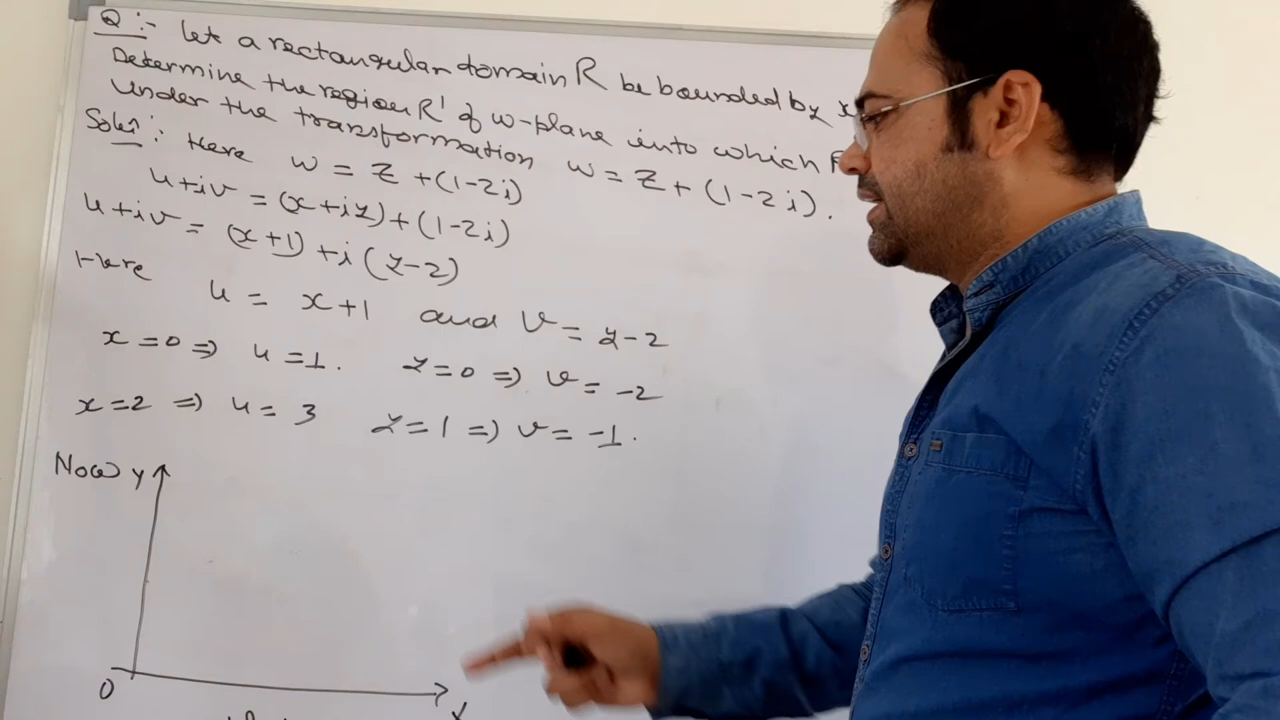 Q :- Let a rectangular domain R be bounded by x
Determine the region R' of w-plane into which R
Under the transformation w = z + (1-2i).
Soln: Here w = z + (1-2i)
u+iv = (x+iy) + (1-2i)
u+iv = (x+1) + i(y-2)
Here
u = x+1 and v = y-2
x=0 => u=1. y=0 => v=-2
x=2 => u=3 y=1 => v=-1.
Now y
0